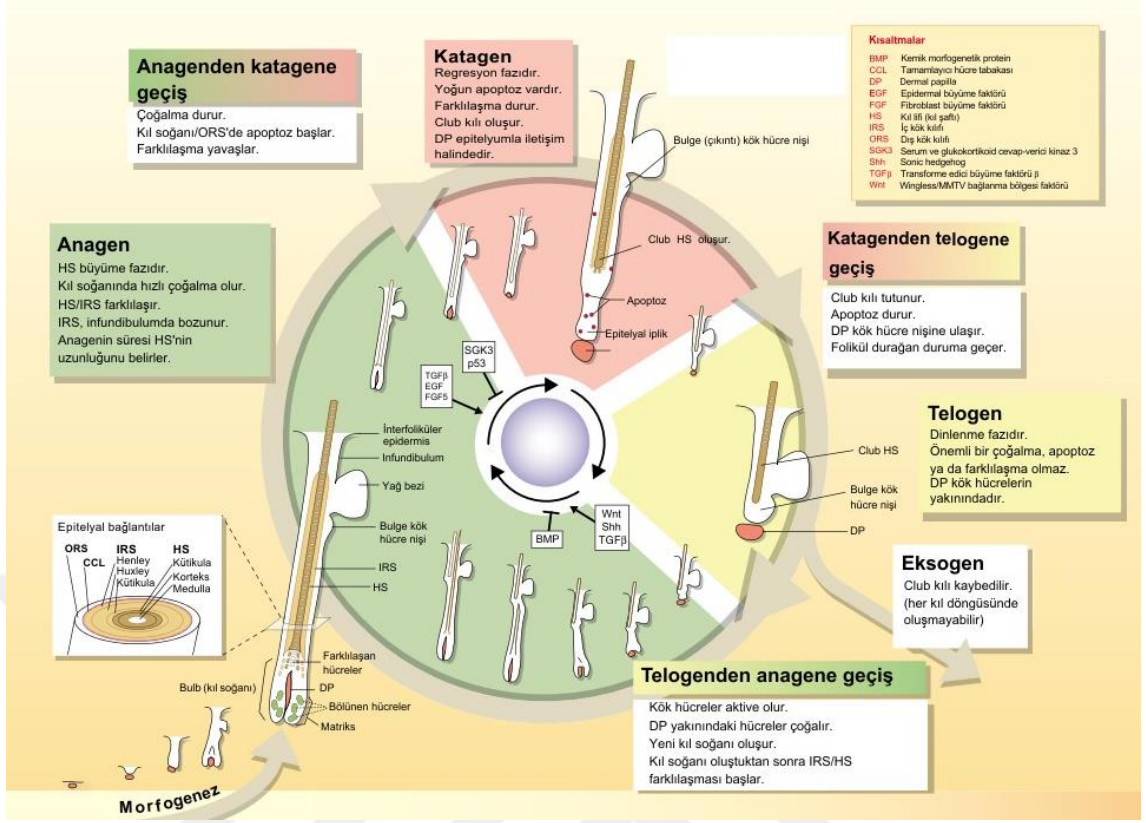 Anagenden katagene
geçiş
Çoğalma durur.
Kıl soğanı/ORS'de apoptoz başlar.
Farklılaşma yavaşlar.
Katagen
Regresyon fazıdır.
Yoğun apoptoz vardır.
Farklılaşma durur.
Club kılı oluşur.
DP epitelyumla iletişim
halindedir.
Kısaltmalar
BMP Kemik morfogenetik protein
CCL Tamamlayıcı hücre tabakası
DP Dermal papilla
EGF Epidermal büyüme faktörü
FGF Fibroblast büyüme faktörü
HS Kıl lifi (kıl şaftı)
IRS İç kök kılıfı
ORS Dış kök kılıfı
SGK3 Serum ve glukokortikoid cevap-verici kinaz 3
Shh Sonic hedgehog
TGFβ Transforme edici büyüme faktörü β
Wnt Wingless/MMTV bağlanma bölgesi faktörü
Bulge (çıkıntı) kök hücre nişi
Club HS oluşur.
Apoptoz
Epitelyal iplik
Anagen
HS büyüme fazıdır.
Kıl soğanında hızlı çoğalma olur.
HS/IRS farklılaşır.
IRS, infundibulumda bozunur.
Anagenin süresi HS'nin
uzunluğunu belirler.
Katagenden telogene
geçiş
Club kılı tutunur.
Apoptoz durur.
DP kök hücre nişine ulaşır.
Folikül durağan duruma geçer.
SGK3
p53
TGFβ
EGF
FGF5
Wnt
Shh
TGFβ
BMP
Telogen
Dinlenme fazıdır.
Önemli bir çoğalma, apoptoz
ya da farklılaşma olmaz.
DP kök hücrelerin
yakınındadır.
Club HS
Bulge kök
hücre nişi
DP
İnterfoliküler
epidermis
Infundibulum
Yağ bezi
Bulge kök
hücre nişi
IRS
HS
Epitelyal bağlantılar
ORS
CCL
IRS
Henley
Huxley
Kütikula
HS
Kütikula
Korteks
Medulla
Farklılaşan
hücreler
Bulb (kıl soğanı)
DP
Bölünen hücreler
Matriks
Eksogen
Club kılı kaybedilir.
(her kıl döngüsünde
oluşmayabilir)
Telogenden anagene geçiş
Kök hücreler aktive olur.
DP yakınındaki hücreler çoğalır.
Yeni kıl soğanı oluşur.
Kıl soğanı oluştuktan sonra IRS/HS
farklılaşması başlar.
Morfogenez